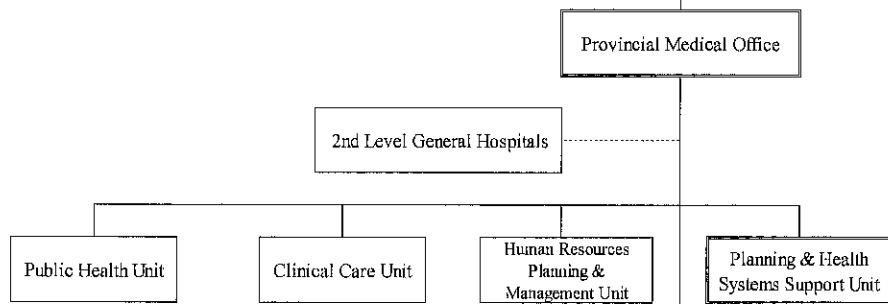 Provincial Medical Office
2nd Level General Hospitals
Public Health Unit
Clinical Care Unit
Human Resources
Planning &
Management Unit
Planning & Health
Systems Support Unit